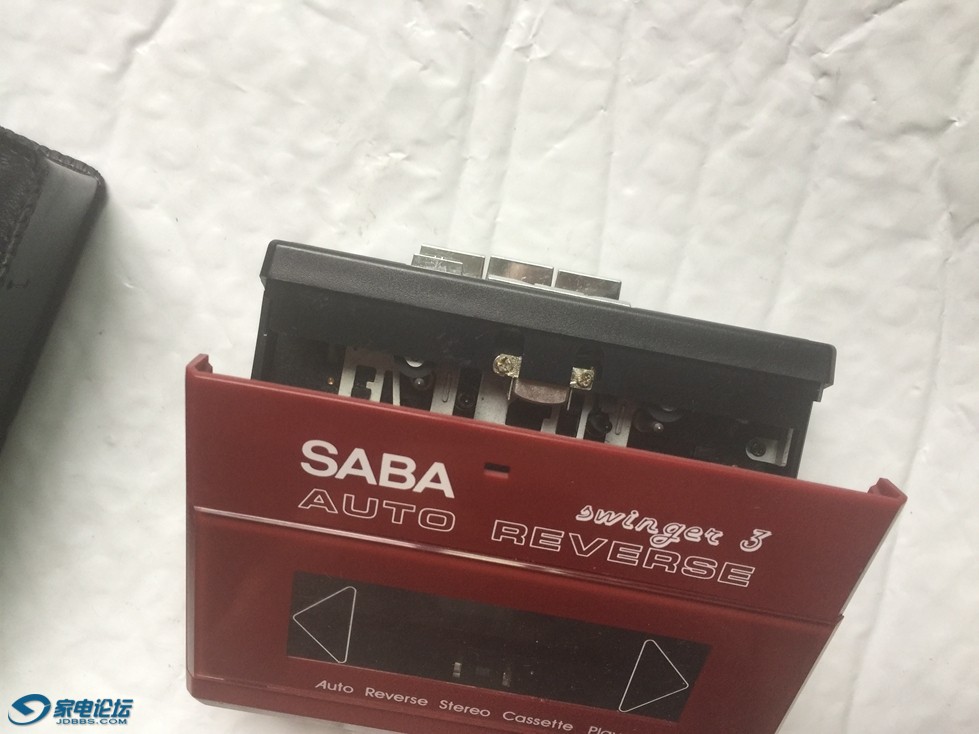 SABA
swinger 3
AUTO REVERSE
Auto Reverse Stereo Cassette
家电论坛
JDBBS.COM